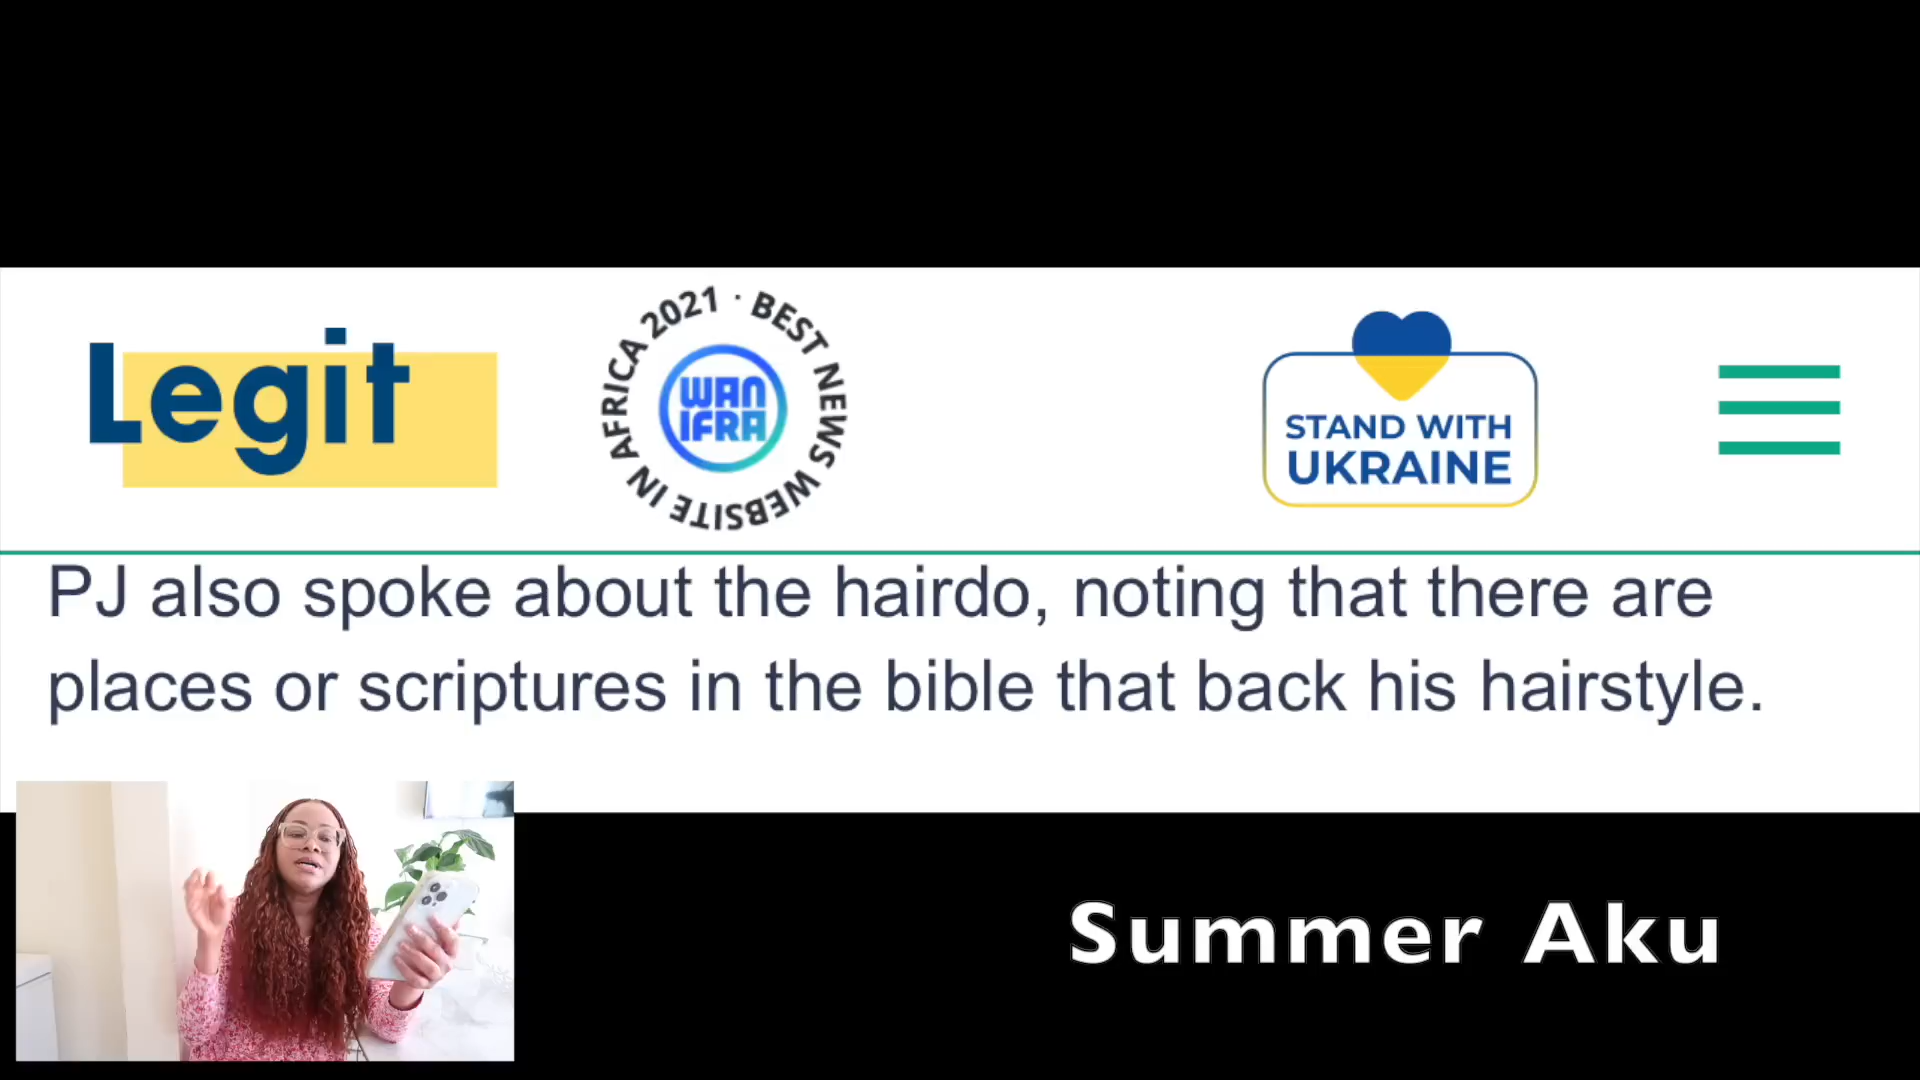 Legit
BEST NEWS WEBSITE IN AFRICA 2021 ·
WAN
IFRA
STAND WITH
UKRAINE
PJ also spoke about the hairdo, noting that there are
places or scriptures in the bible that back his hairstyle.
Summer Aku